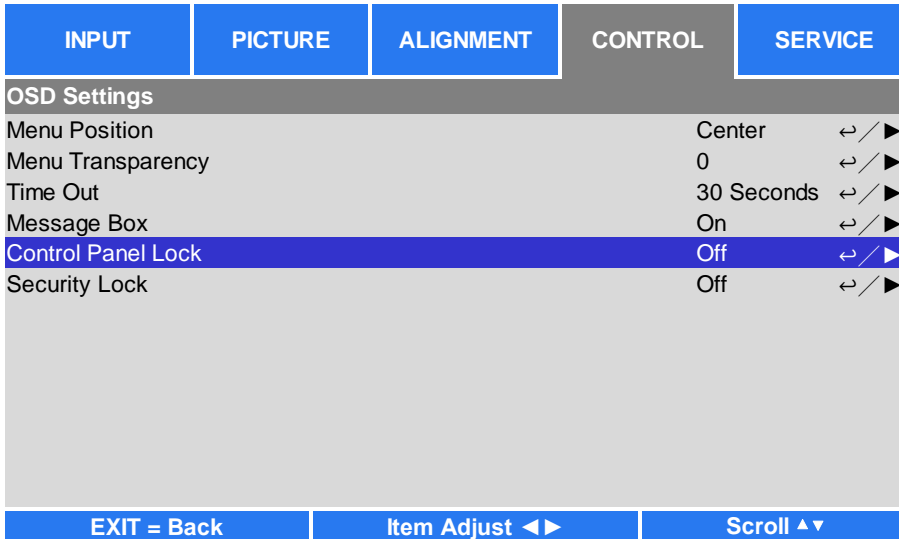 INPUT PICTURE ALIGNMENT CONTROL SERVICE
OSD Settings
Menu Position Center ↩/▶
Menu Transparency 0 ↩/▶
Time Out 30 Seconds ↩/▶
Message Box On ↩/▶
Control Panel Lock Off ↩/▶
Security Lock Off ↩/▶
EXIT = Back Item Adjust ◀▶ Scroll ▲▼